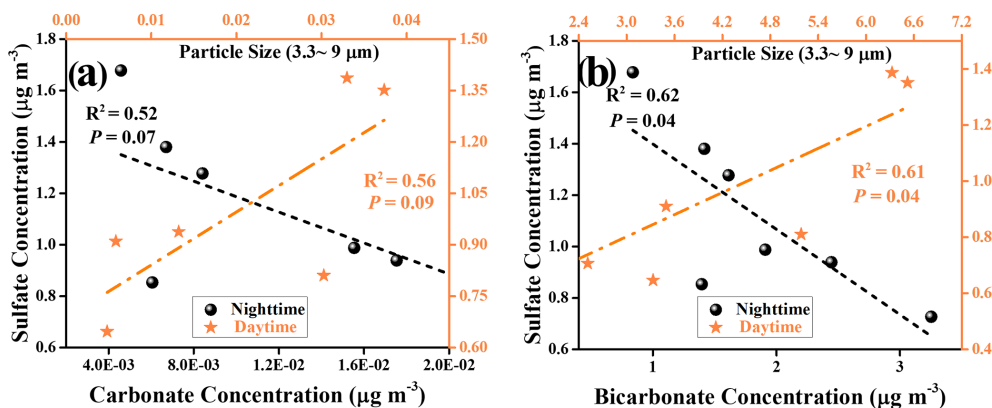 0.00 0.01 0.02 0.03 0.04
Particle Size (3.3~ 9 μm)
(a)
Sulfate Concentration (μg m-3)
1.8
1.6
1.4
1.2
1.0
0.8
0.6
R2 = 0.52
P = 0.07
R2 = 0.56
P = 0.09
1.50
1.35
1.20
1.05
0.90
0.75
0.60
Nighttime
Daytime
4.0E-03 8.0E-03 1.2E-02 1.6E-02 2.0E-02
Carbonate Concentration (μg m-3)
2.4 3.2 4.0 4.8 5.6 6.4 7.2
Particle Size (3.3~ 9 μm)
(b)
Sulfate Concentration (μg m-3)
1.8
1.6
1.4
1.2
1.0
0.8
0.6
R2 = 0.62
P = 0.04
R2 = 0.61
P = 0.04
1.4
1.2
1.0
0.8
0.6
0.4
Nighttime
Daytime
1 2 3
Bicarbonate Concentration (μg m-3)